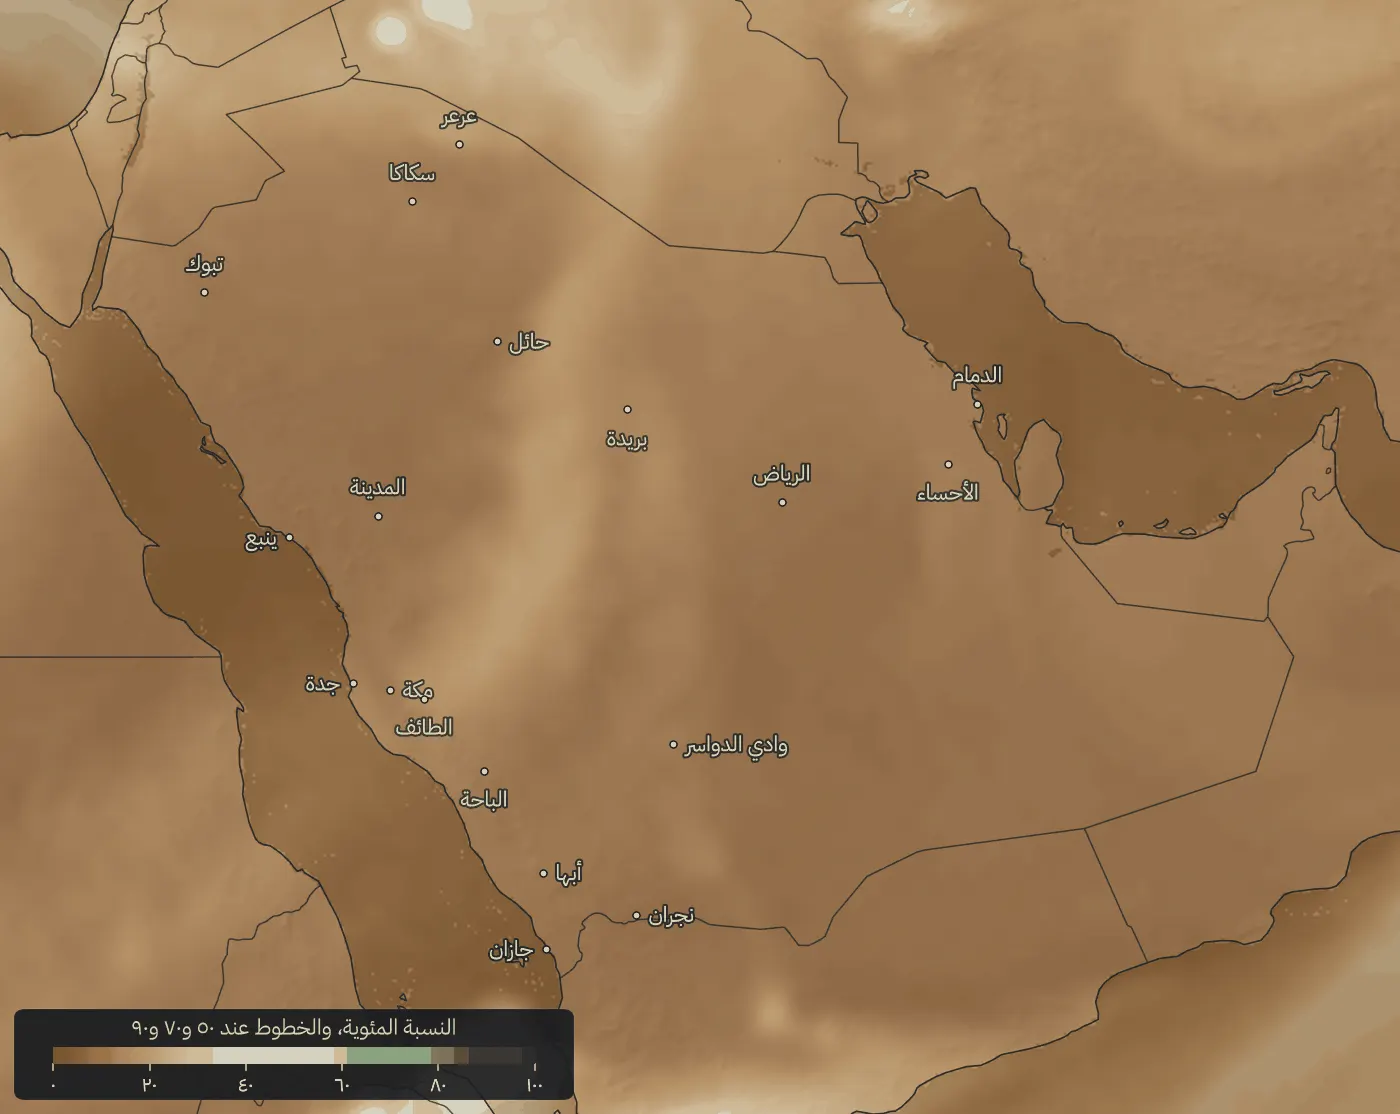 عرعر
سكاكا
تبوك
حائل
الدمام
بريدة
الرياض
المدينة
الأحساء
ينبع
جدة
مكة
الطائف
وادي الدواسر
الباحة
أبها
نجران
جازان
النسبة المئوية، والخطوط عند ٥٠ و٧٠ و٩٠
٠ ٢٠ ٤٠ ٦٠ ٨٠ ١٠٠